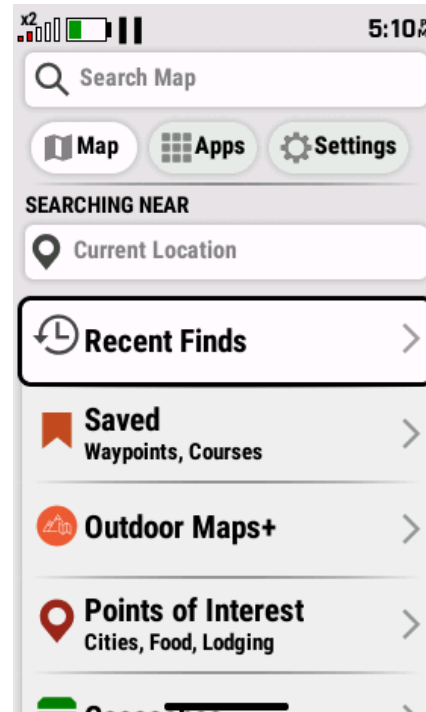 x2
5:10 PM
Search Map
Map Apps Settings
SEARCHING NEAR
Current Location
Recent Finds
Saved
Waypoints, Courses
Outdoor Maps+
Points of Interest
Cities, Food, Lodging